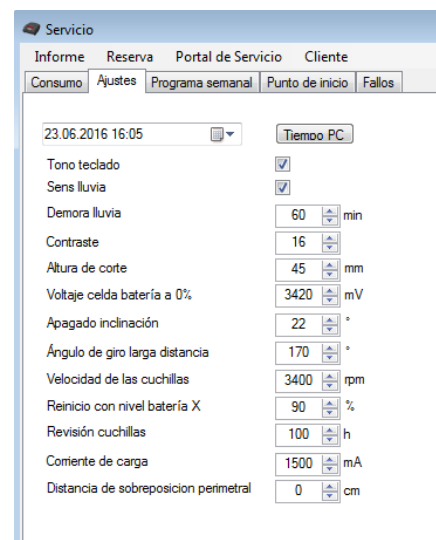 Servicio
Informe Reserva Portal de Servicio Cliente
Consumo Ajustes Programa semanal Punto de inicio Fallos
23.06.2016 16:05 Tiempo PC
Tono teclado
Sens lluvia
Demora lluvia 60 min
Contraste 16
Altura de corte 45 mm
Voltaje celda batería a 0% 3420 mV
Apagado inclinación 22 °
Ángulo de giro larga distancia 170 °
Velocidad de las cuchillas 3400 rpm
Reinicio con nivel batería X 90 %
Revisión cuchillas 100 h
Corriente de carga 1500 mA
Distancia de sobreposicion perimetral 0 cm